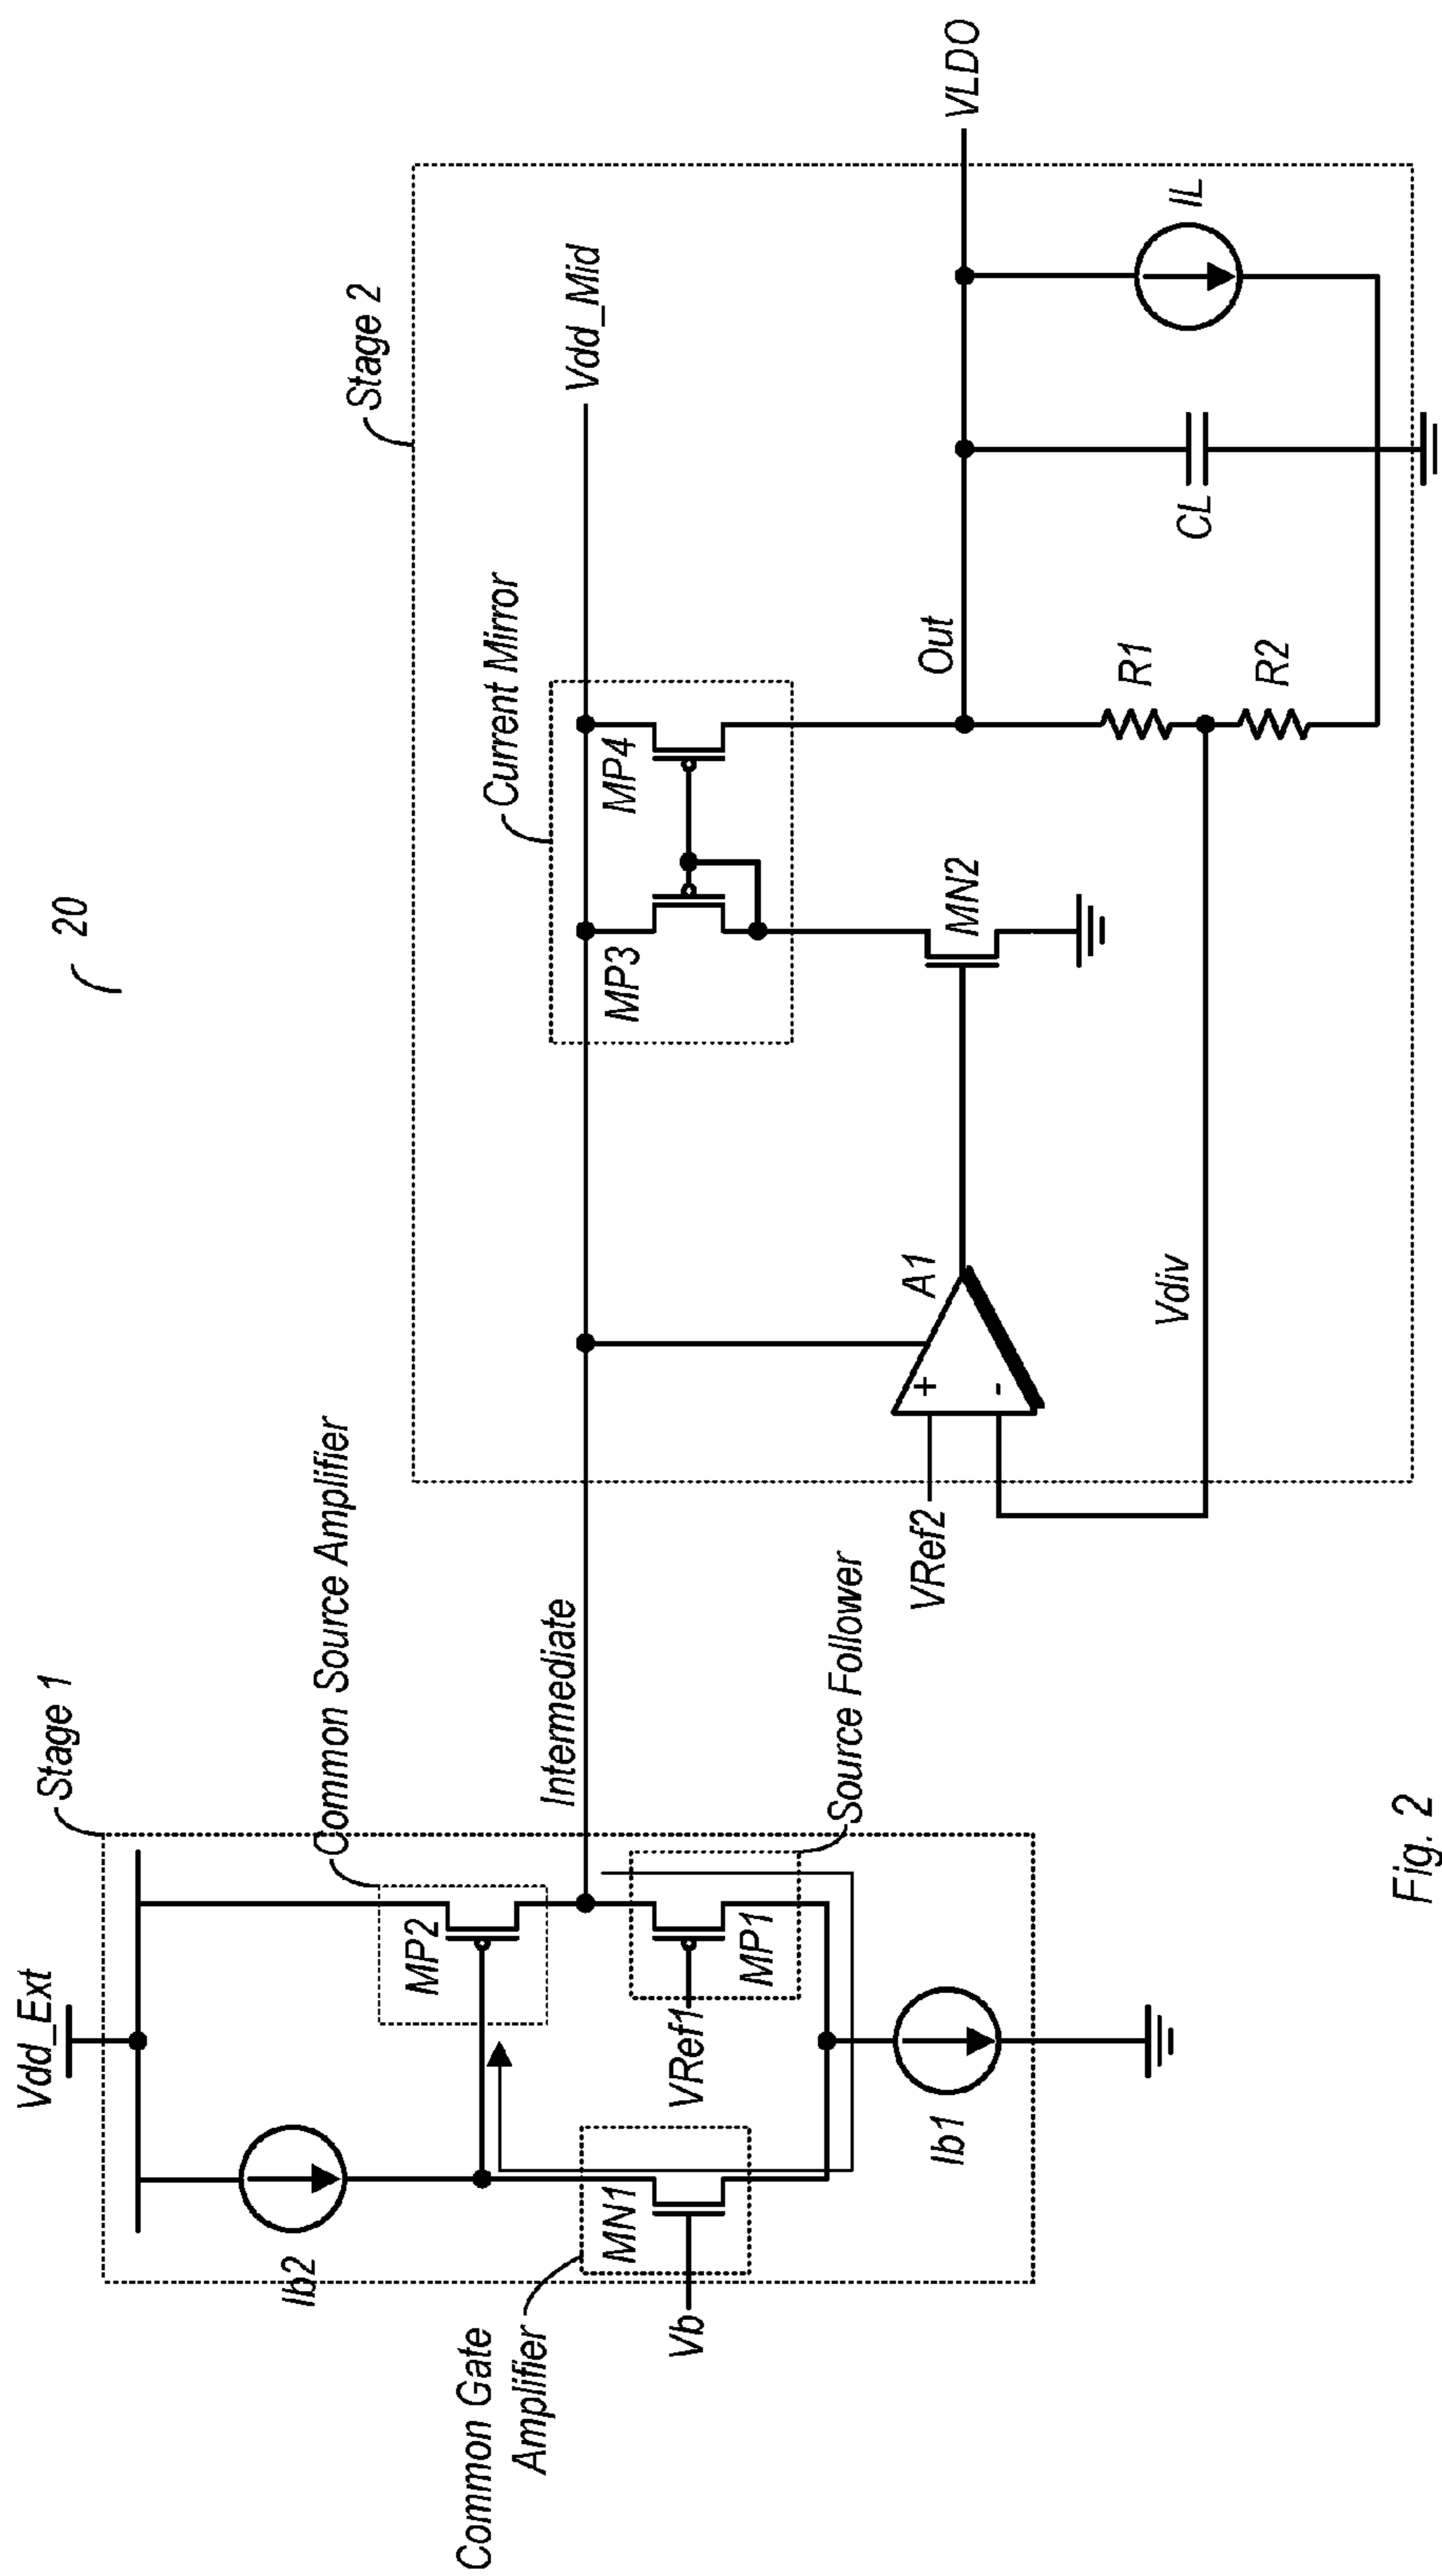 20
Stage 1
Vdd_Ext
Ib2
Common Source Amplifier
MP2
Common Gate
Amplifier
MN1
Vb
VRef1
MP1
Source Follower
Ib1
Intermediate
Stage 2
Vdd_Mid
Current Mirror
MP3
MP4
VRef2
+
-
A1
MN2
Out
VLDO
Vdiv
R1
R2
CL
IL
Fig. 2